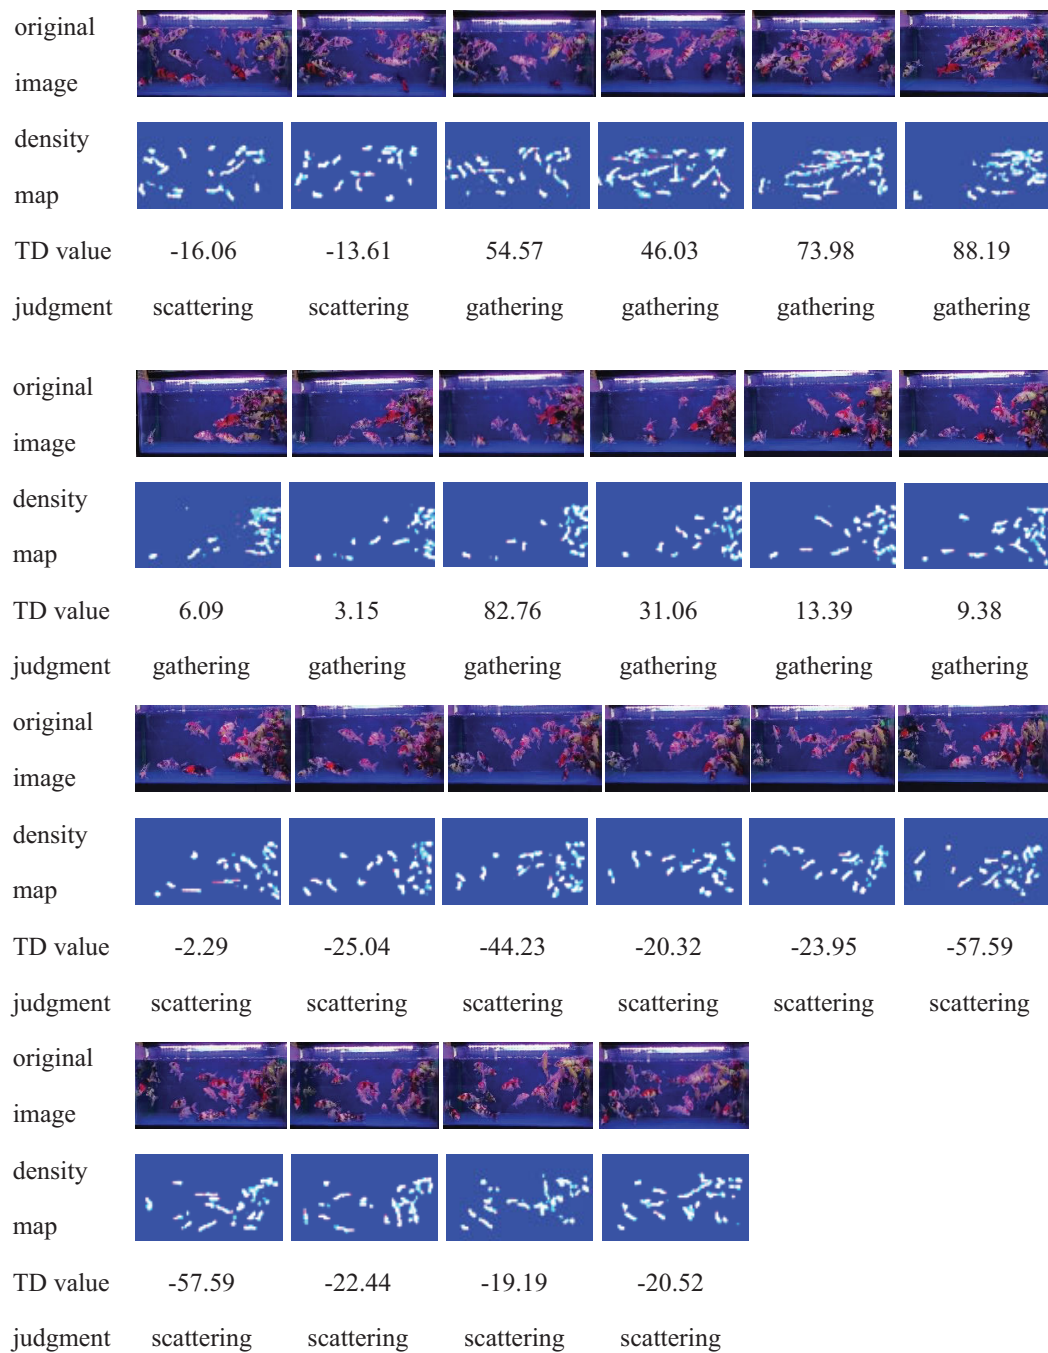 original
image
density
map
TD value -16.06 -13.61 54.57 46.03 73.98 88.19
judgment scattering scattering gathering gathering gathering gathering
original
image
density
map
TD value 6.09 3.15 82.76 31.06 13.39 9.38
judgment gathering gathering gathering gathering gathering gathering
original
image
density
map
TD value -2.29 -25.04 -44.23 -20.32 -23.95 -57.59
judgment scattering scattering scattering scattering scattering scattering
original
image
density
map
TD value -57.59 -22.44 -19.19 -20.52
judgment scattering scattering scattering scattering